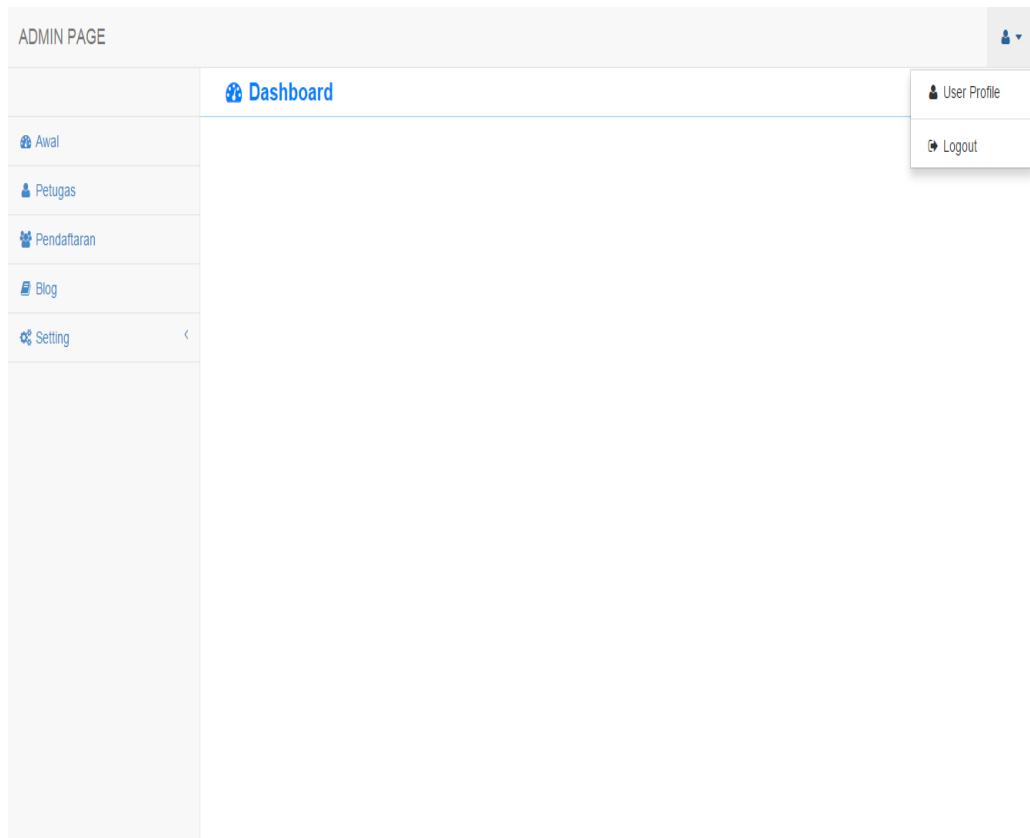 ADMIN PAGE
Dashboard
User Profile
Logout
Awal
Petugas
Pendaftaran
Blog
Setting